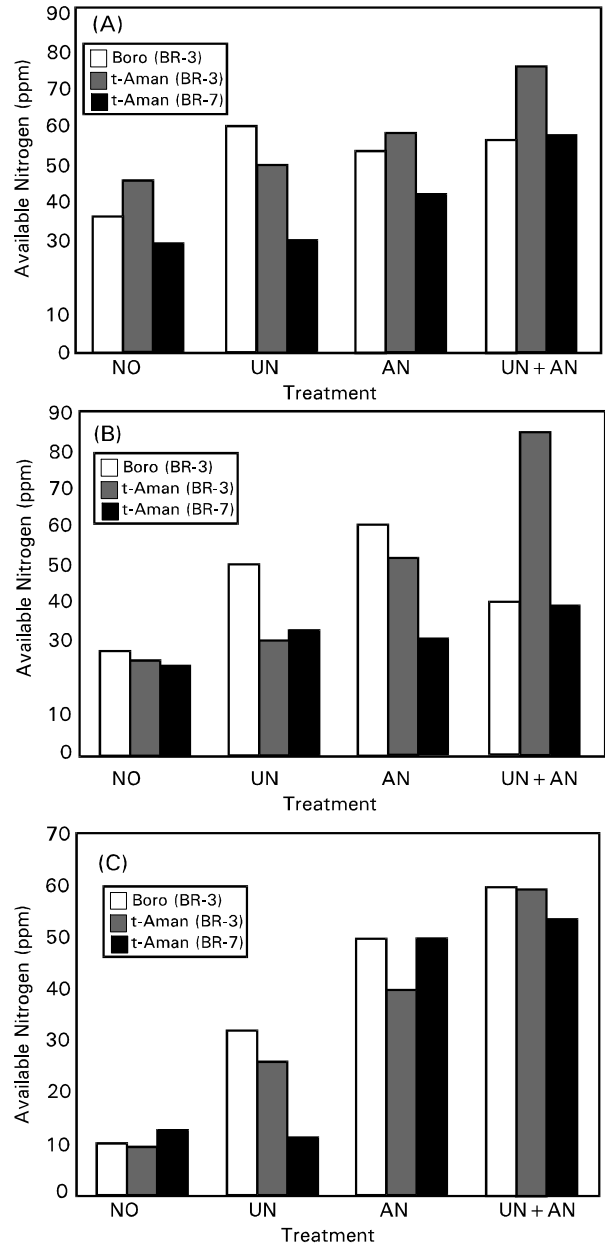 (A)
Boro (BR-3)
t-Aman (BR-3)
t-Aman (BR-7)
Available Nitrogen (ppm)
90
80
70
60
50
40
30
10
0
NO UN AN UN + AN
Treatment
(B)
Boro (BR-3)
t-Aman (BR-3)
t-Aman (BR-7)
Available Nitrogen (ppm)
90
80
70
60
50
40
30
10
0
NO UN AN UN + AN
Treatment
(C)
Boro (BR-3)
t-Aman (BR-3)
t-Aman (BR-7)
Available Nitrogen (ppm)
70
60
50
40
30
20
10
0
NO UN AN UN + AN
Treatment